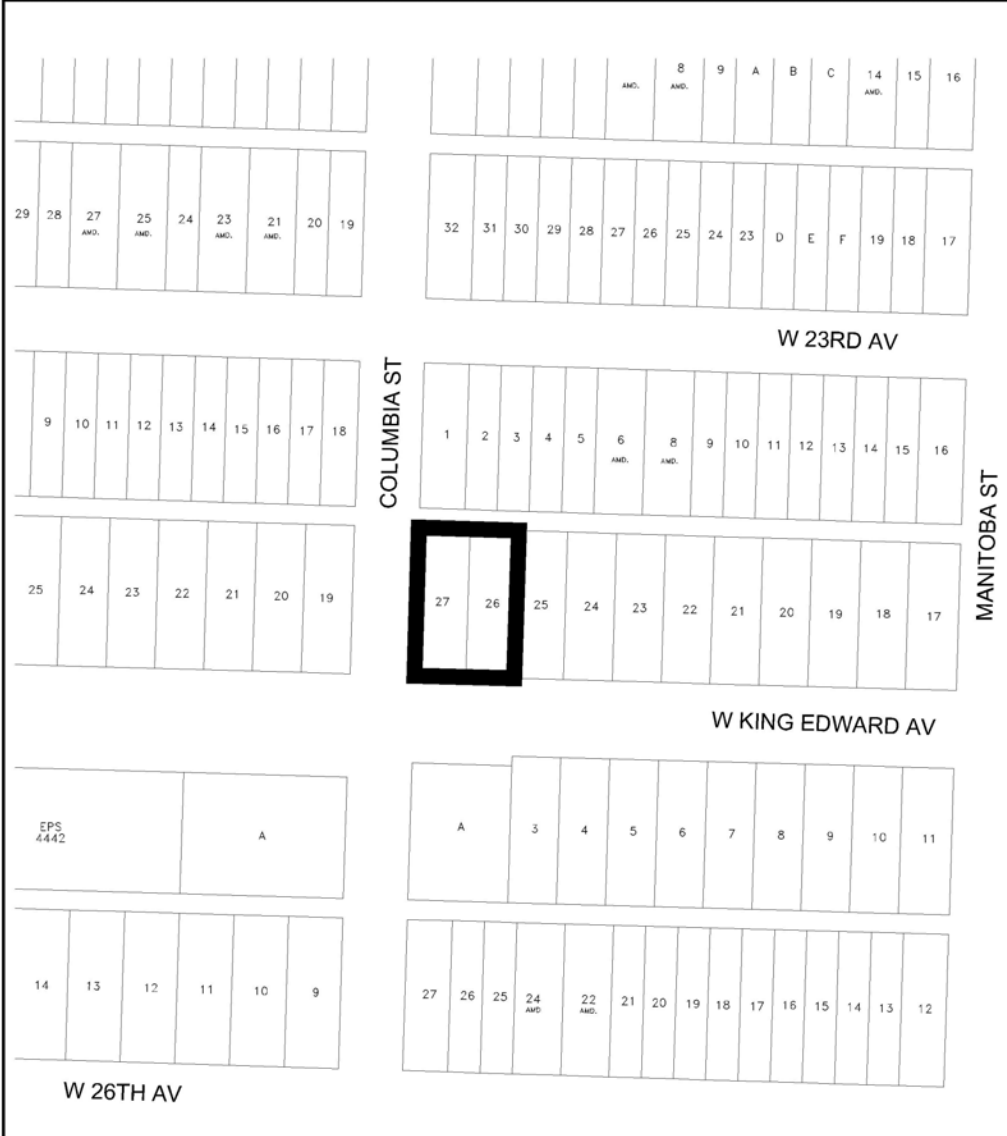 8 9 A B C 14 15 16
AMD. AMD. AMD.
29 28 27 25 24 23 21 20 19
AMD. AMD. AMD. AMD.
32 31 30 29 28 27 26 25 24 23 D E F 19 18 17
W 23RD AV
COLUMBIA ST
9 10 11 12 13 14 15 16 17 18
1 2 3 4 5 6 8 9 10 11 12 13 14 15 16
AMD. AMD.
MANITOBA ST
25 24 23 22 21 20 19
27 26 25 24 23 22 21 20 19 18 17
W KING EDWARD AV
EPS
4442
A
A 3 4 5 6 7 8 9 10 11
14 13 12 11 10 9
27 26 25 24 22 21 20 19 18 17 16 15 14 13 12
AMD AMD.
W 26TH AV